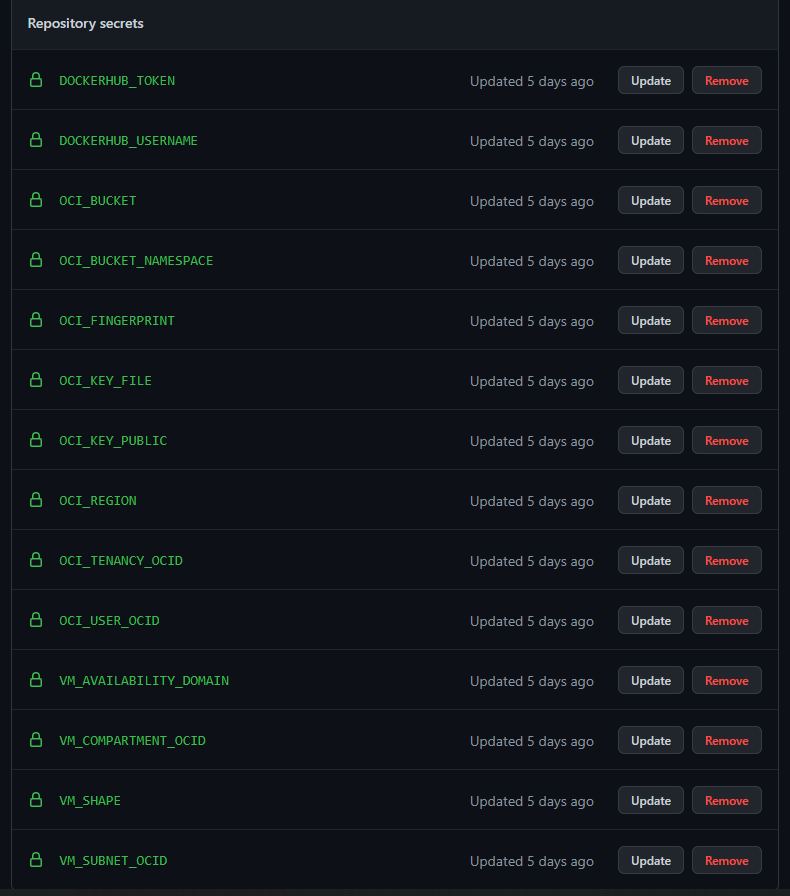 Repository secrets
DOCKERHUB_TOKEN Updated 5 days ago Update Remove
DOCKERHUB_USERNAME Updated 5 days ago Update Remove
OCI_BUCKET Updated 5 days ago Update Remove
OCI_BUCKET_NAMESPACE Updated 5 days ago Update Remove
OCI_FINGERPRINT Updated 5 days ago Update Remove
OCI_KEY_FILE Updated 5 days ago Update Remove
OCI_KEY_PUBLIC Updated 5 days ago Update Remove
OCI_REGION Updated 5 days ago Update Remove
OCI_TENANCY_OCID Updated 5 days ago Update Remove
OCI_USER_OCID Updated 5 days ago Update Remove
VM_AVAILABILITY_DOMAIN Updated 5 days ago Update Remove
VM_COMPARTMENT_OCID Updated 5 days ago Update Remove
VM_SHAPE Updated 5 days ago Update Remove
VM_SUBNET_OCID Updated 5 days ago Update Remove